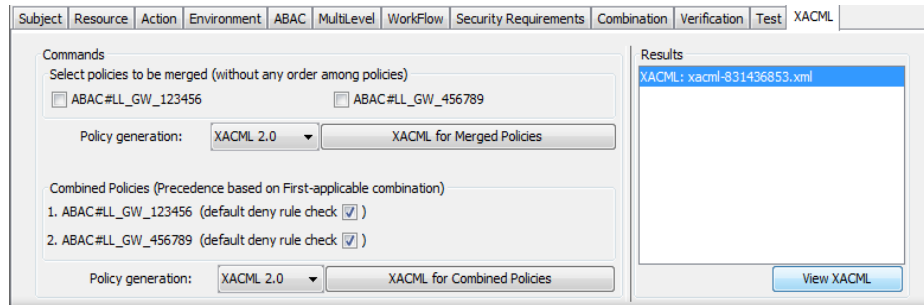 Subject Resource Action Environment ABAC MultiLevel WorkFlow Security Requirements Combination Verification Test XACML
Commands
Select policies to be merged (without any order among policies)
ABAC#LL_GW_123456 ABAC#LL_GW_456789
Policy generation: XACML 2.0 XACML for Merged Policies
Combined Policies (Precedence based on First-applicable combination)
1. ABAC#LL_GW_123456 (default deny rule check )
2. ABAC#LL_GW_456789 (default deny rule check )
Policy generation: XACML 2.0 XACML for Combined Policies
Results
XACML: xacml-831436853.xml
View XACML